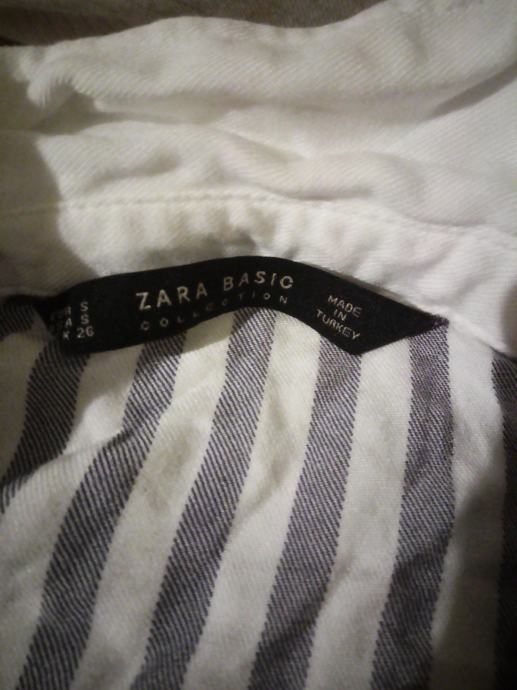 S
S
26
ZARA BASIC
COLLECTION
MADE
IN
TURKEY